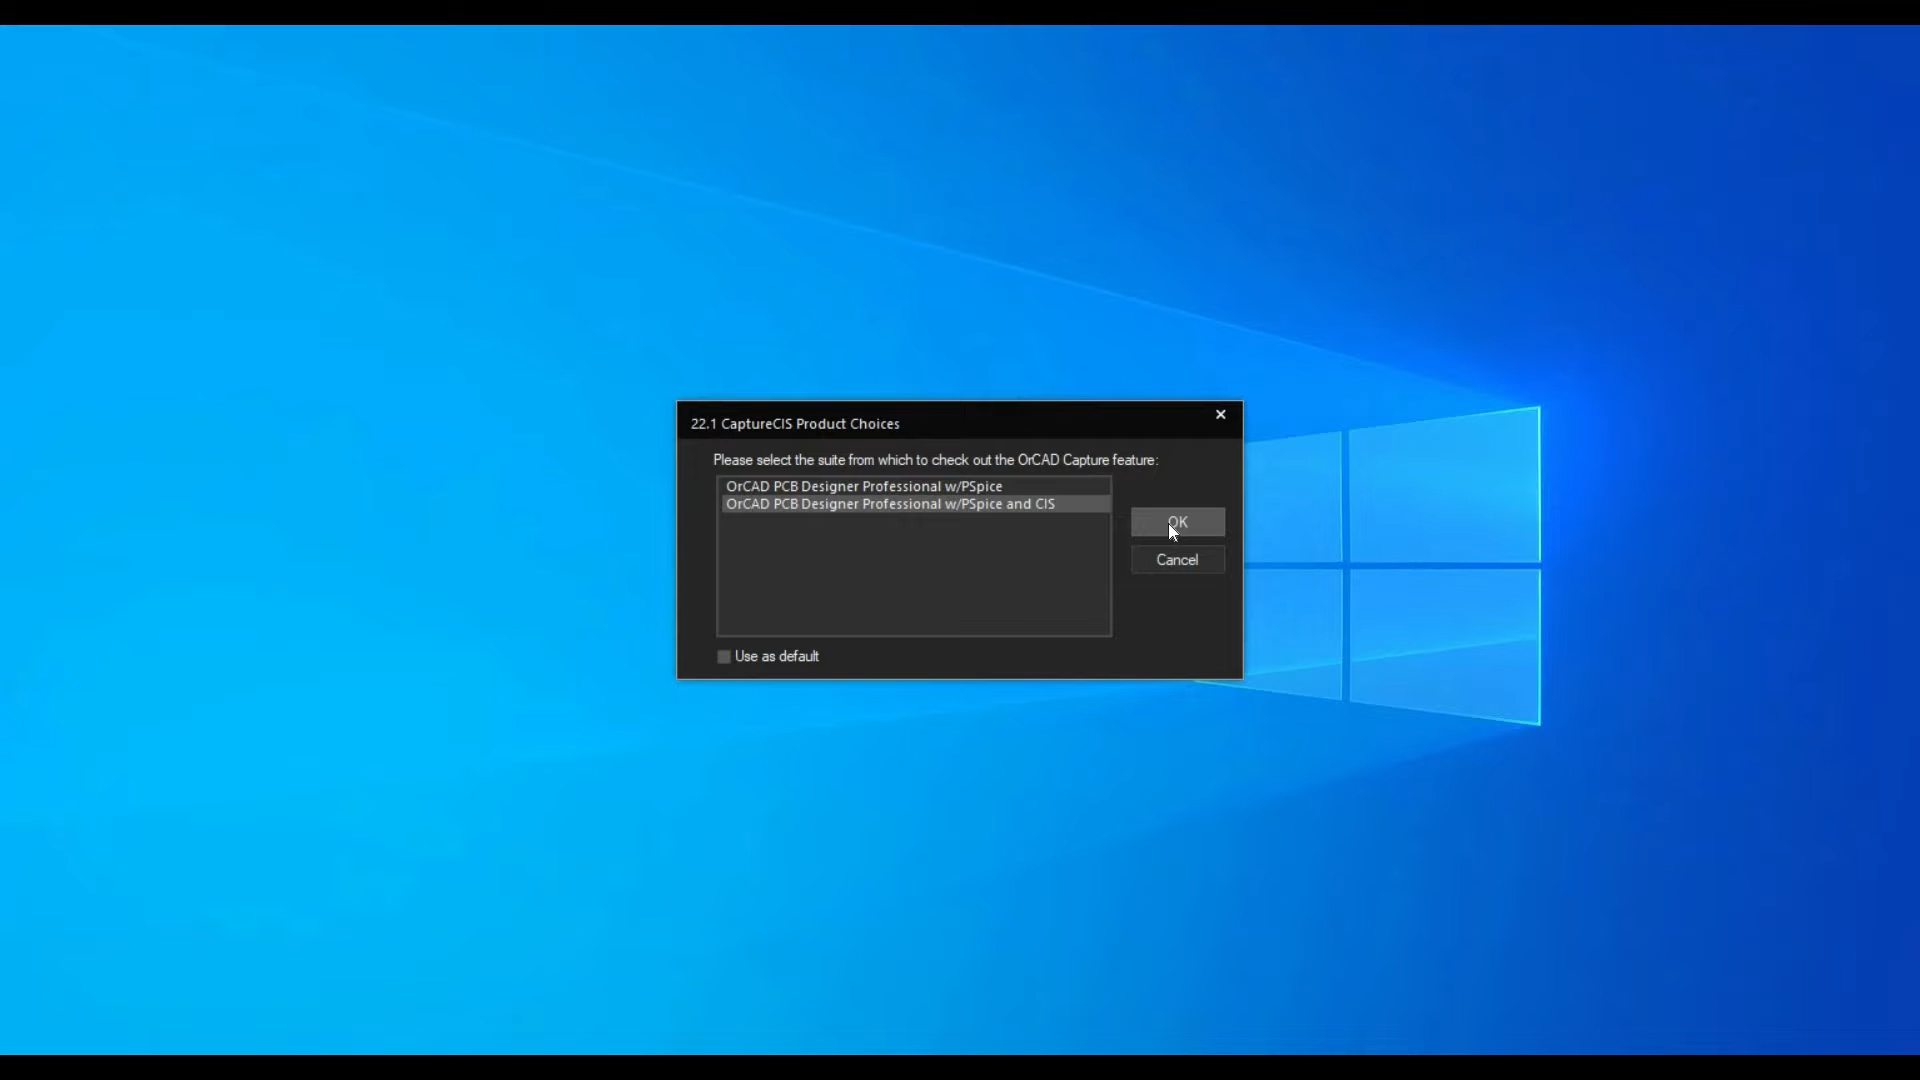 22.1 CaptureCIS Product Choices
Please select the suite from which to check out the OrCAD Capture feature:
OrCAD PCB Designer Professional w/PSpice
OrCAD PCB Designer Professional w/PSpice and CIS
OK
Cancel
Use as default